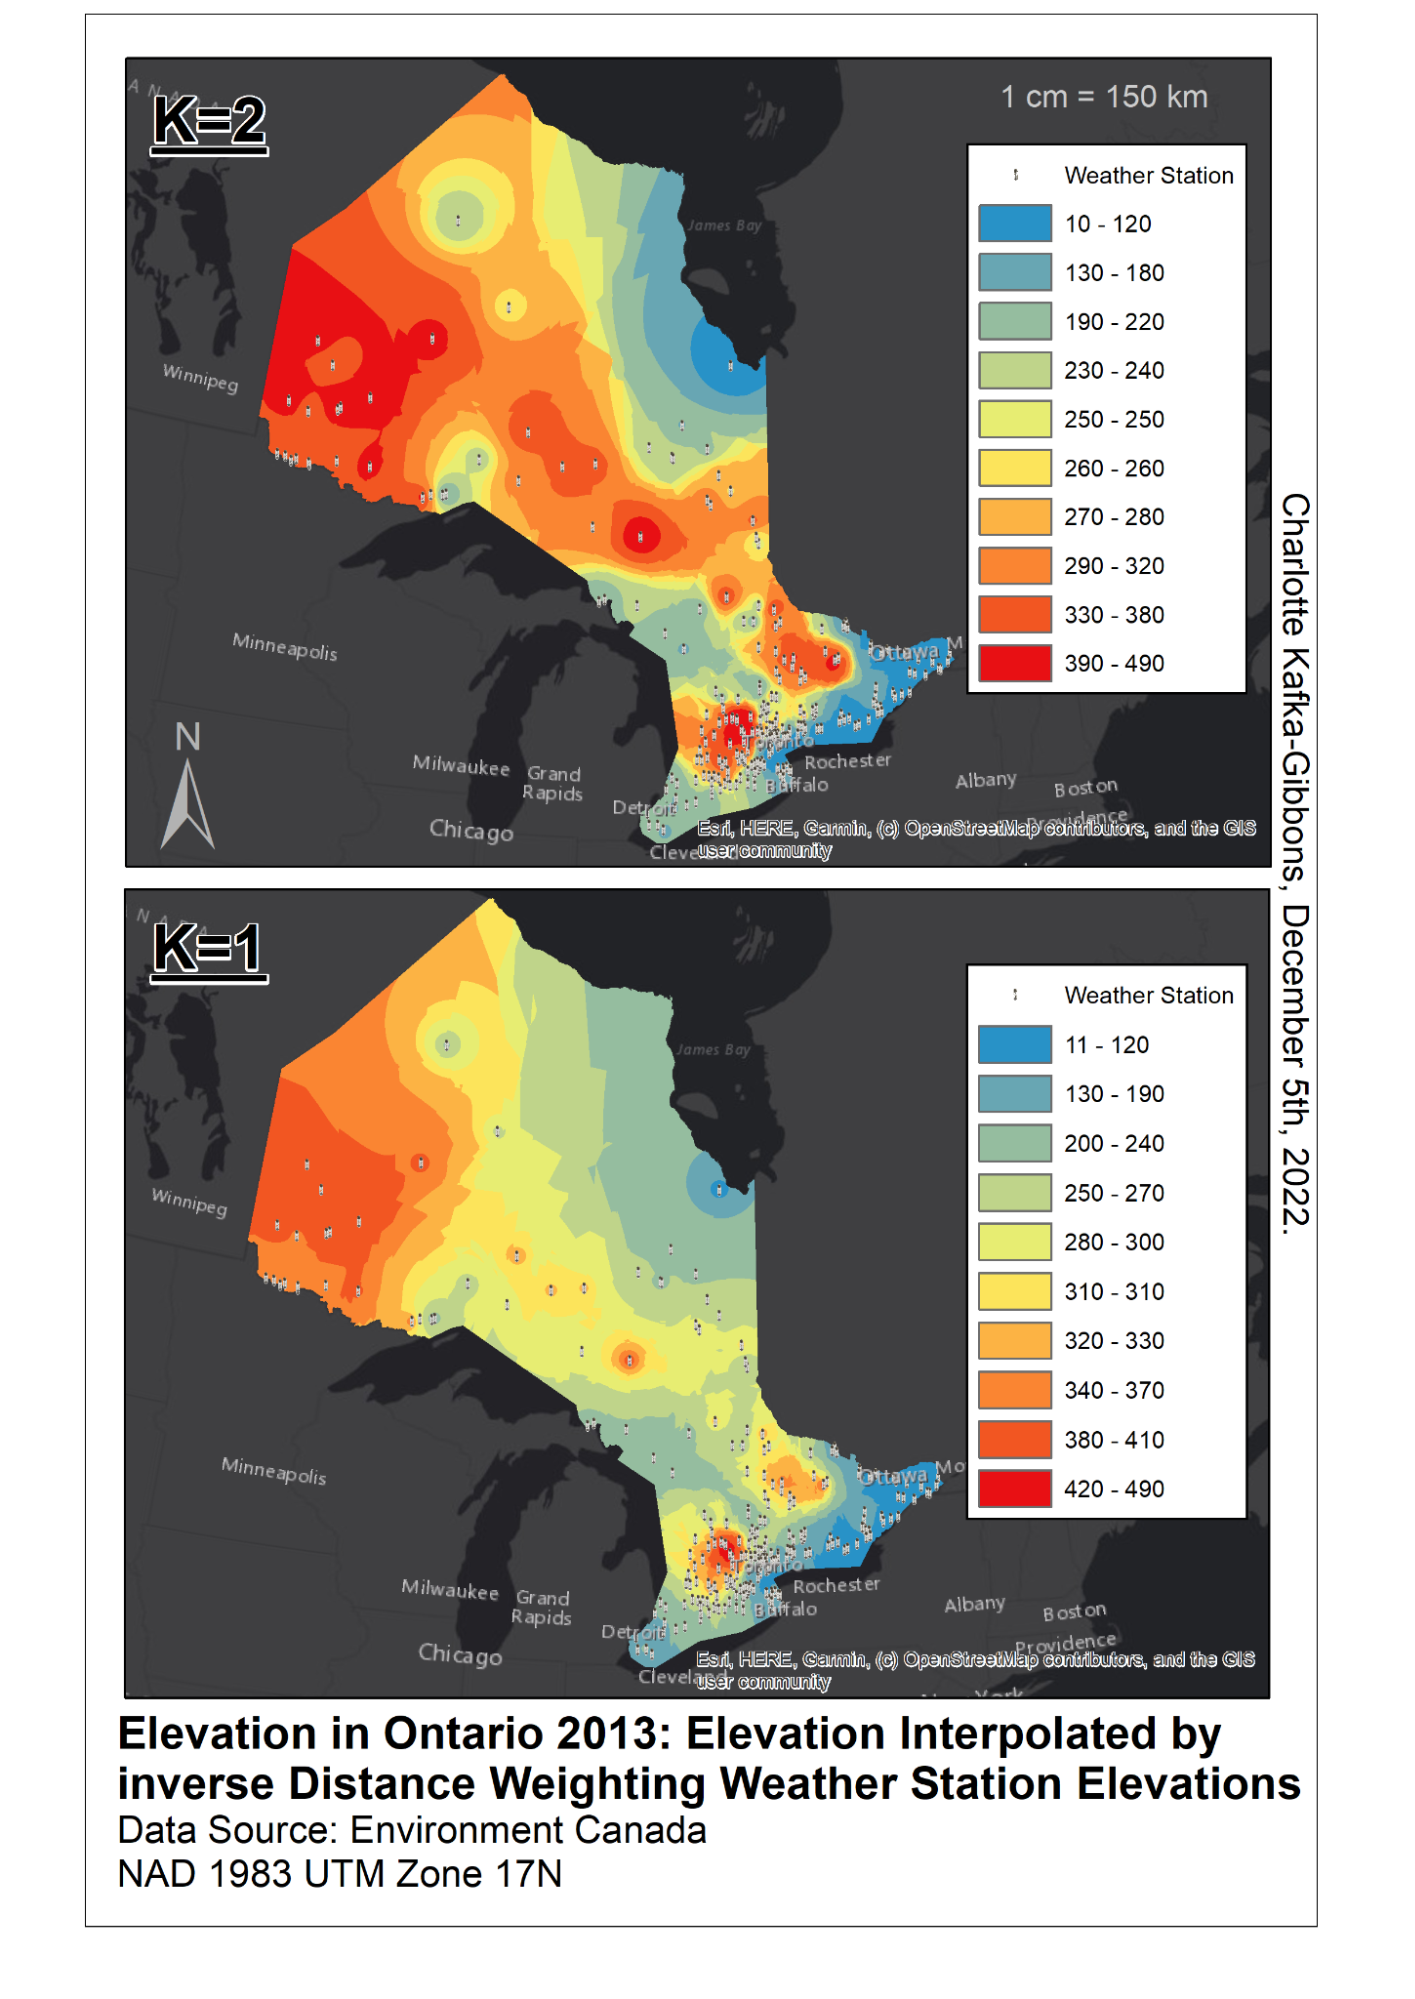 A N A D A
K=2
1 cm = 150 km
Weather Station
10 - 120
130 - 180
190 - 220
230 - 240
250 - 250
260 - 260
270 - 280
290 - 320
330 - 380
390 - 490
James Bay
Winnipeg
Minneapolis
Ottawa
M
N
Toronto
Rochester
Milwaukee
Grand
Rapids
Buffalo
Albany
Boston
Detroit
Providence
Chicago
Cleveland
Esri, HERE, Garmin, (c) OpenStreetMap contributors, and the GIS
user community
Charlotte Kafka-Gibbons, December 5th, 2022.
N A D A
K=1
Weather Station
11 - 120
130 - 190
200 - 240
250 - 270
280 - 300
310 - 310
320 - 330
340 - 370
380 - 410
420 - 490
James Bay
Winnipeg
Minneapolis
Ottawa
Mo
Toronto
Rochester
Milwaukee
Grand
Rapids
Buffalo
Albany
Boston
Detroit
Providence
Chicago
Cleveland
Esri, HERE, Garmin, (c) OpenStreetMap contributors, and the GIS
user community
New York
Elevation in Ontario 2013: Elevation Interpolated by
inverse Distance Weighting Weather Station Elevations
Data Source: Environment Canada
NAD 1983 UTM Zone 17N